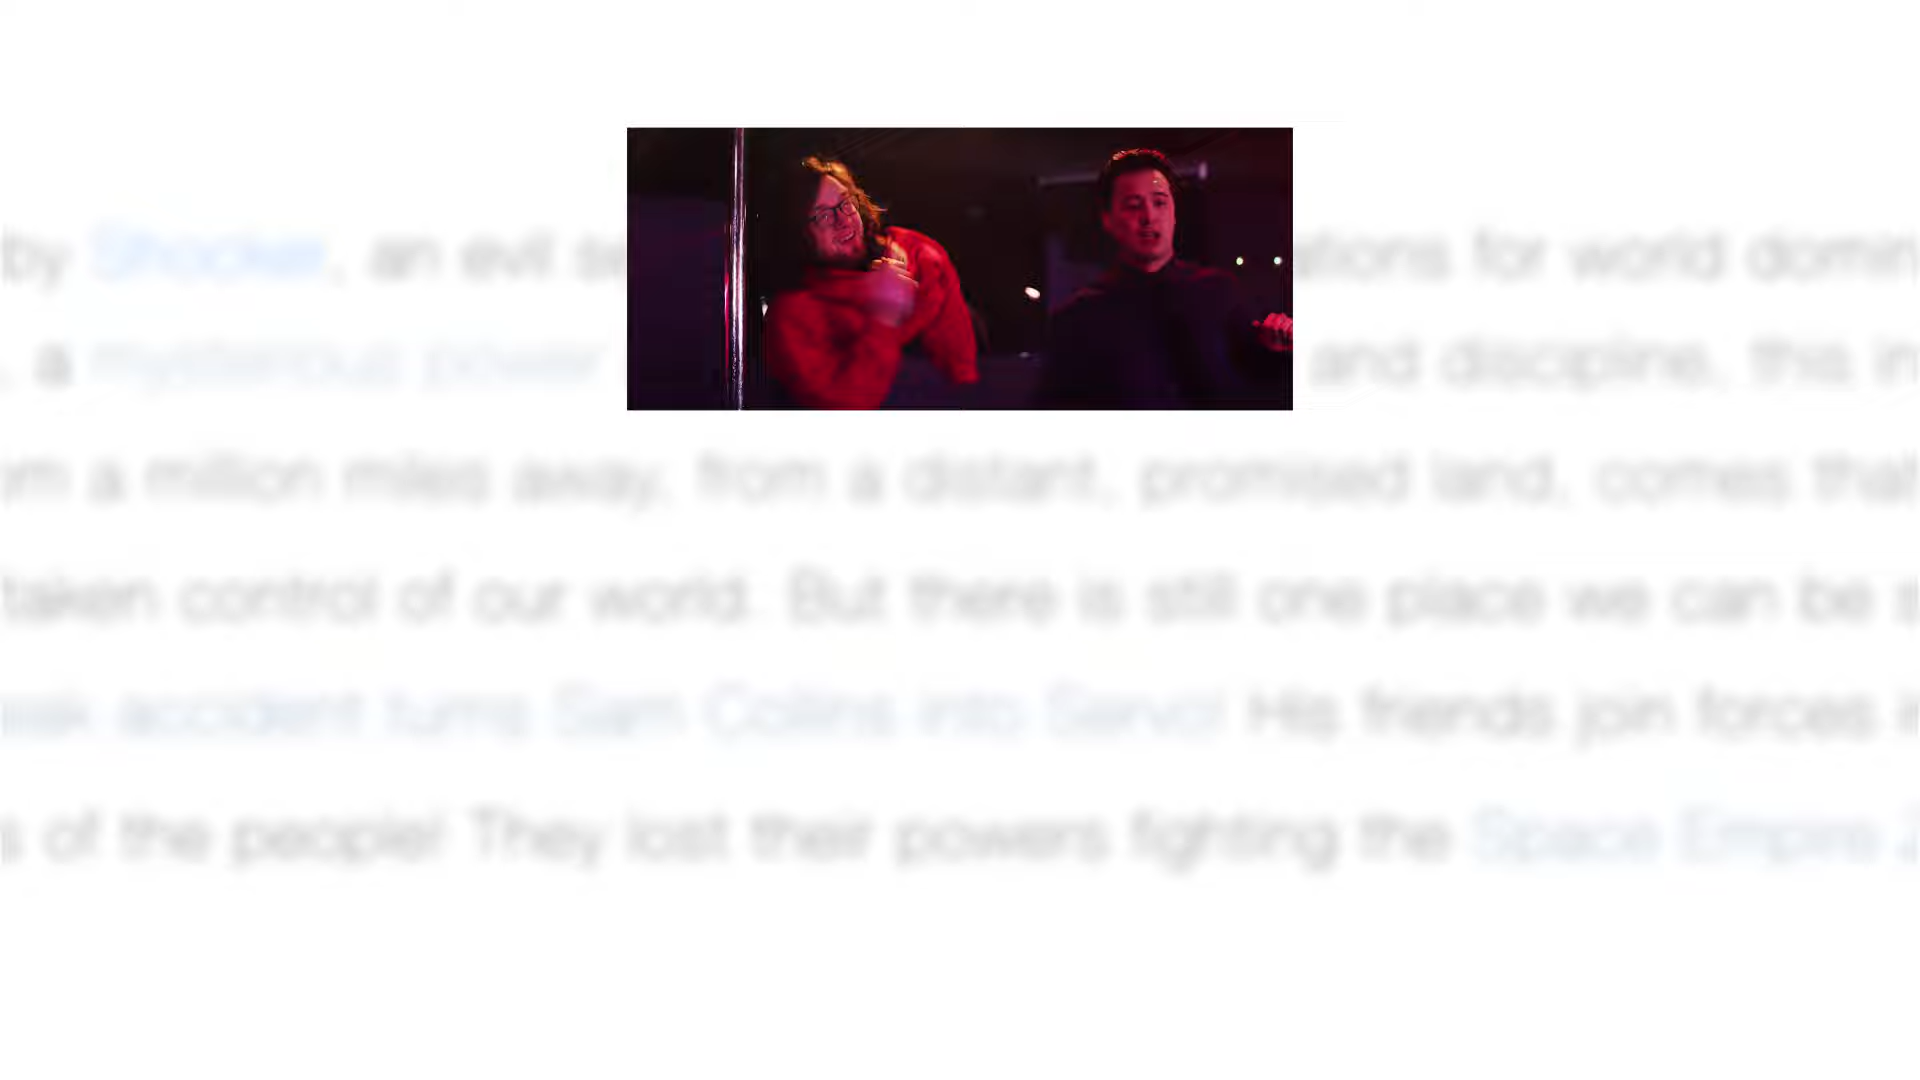 by Shocker, an evil se ations for world domin
, a mysterious power and discipline, this in
om a million miles away, from a distant, promised land, comes that
taken control of our world. But there is still one place we can be s
eak accident turns Sam Collins into Servo! His friends join forces i
s of the people! They lost their powers fighting the Space Empire Z